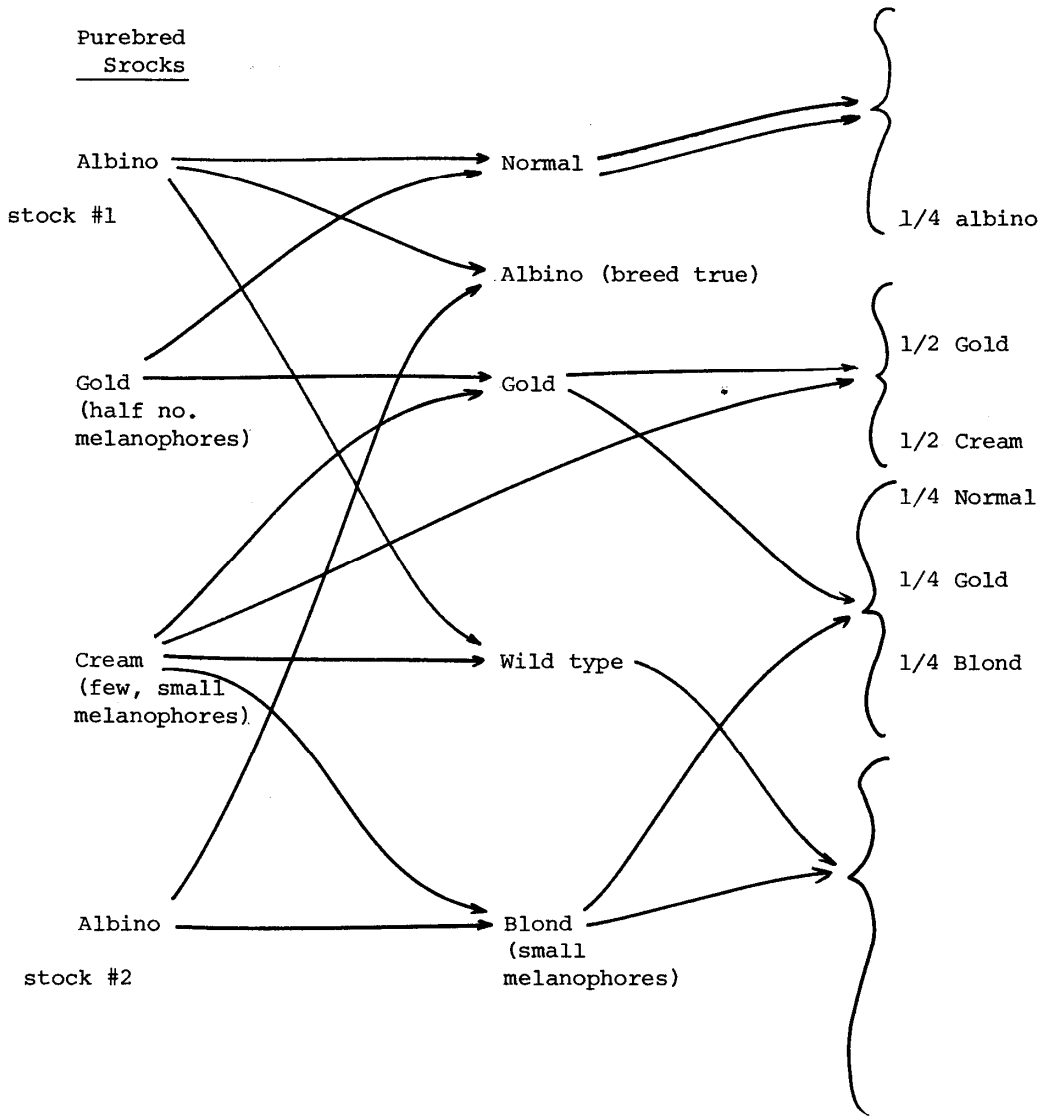 Purebred
Srocks
Albino
stock #1
Gold
(half no.
melanophores)
Cream
(few, small
melanophores)
Albino
stock #2
Normal
Albino (breed true)
Gold
Wild type
Blond
(small
melanophores)
1/4 albino
1/2 Gold
1/2 Cream
1/4 Normal
1/4 Gold
1/4 Blond